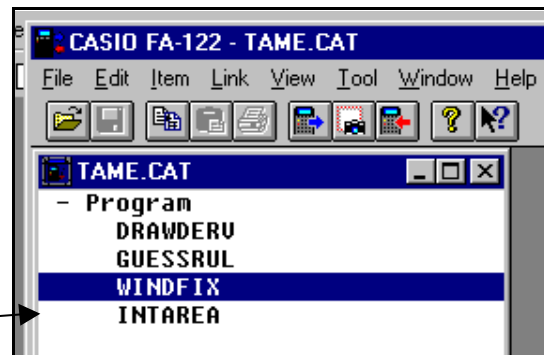 CASIO FA-122 - TAME.CAT
File Edit Item Link View Tool Window Help
TAME.CAT
- Program
DRAWDERV
GUESSRUL
WINDFIX
INTAREA